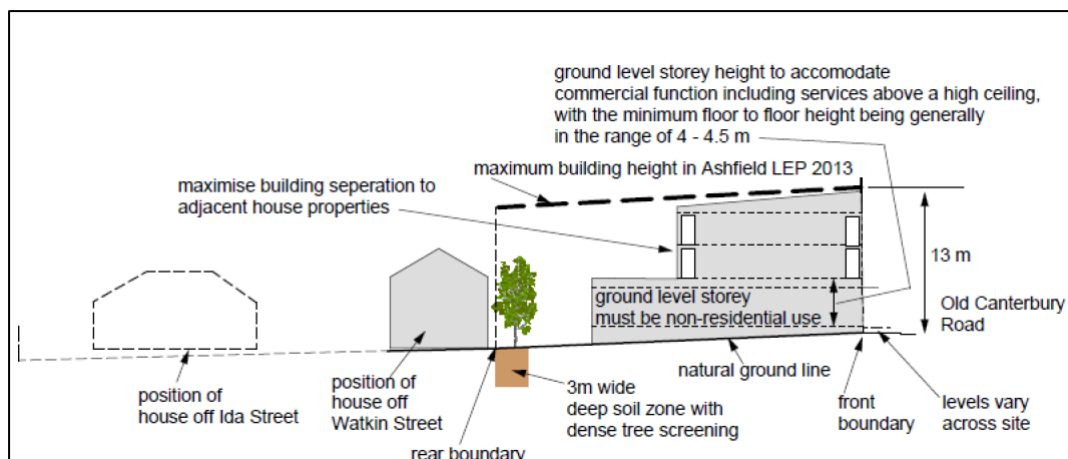 ground level storey height to accomodate
commercial function including services above a high ceiling,
with the minimum floor to floor height being generally
in the range of 4 - 4.5 m
maximum building height in Ashfield LEP 2013
maximise building seperation to
adjacent house properties
13 m
ground level storey
must be non-residential use
Old Canterbury
Road
natural ground line
position of
house off Ida Street
position of
house off
Watkin Street
3m wide
deep soil zone with
dense tree screening
front
boundary
levels vary
across site
rear boundary